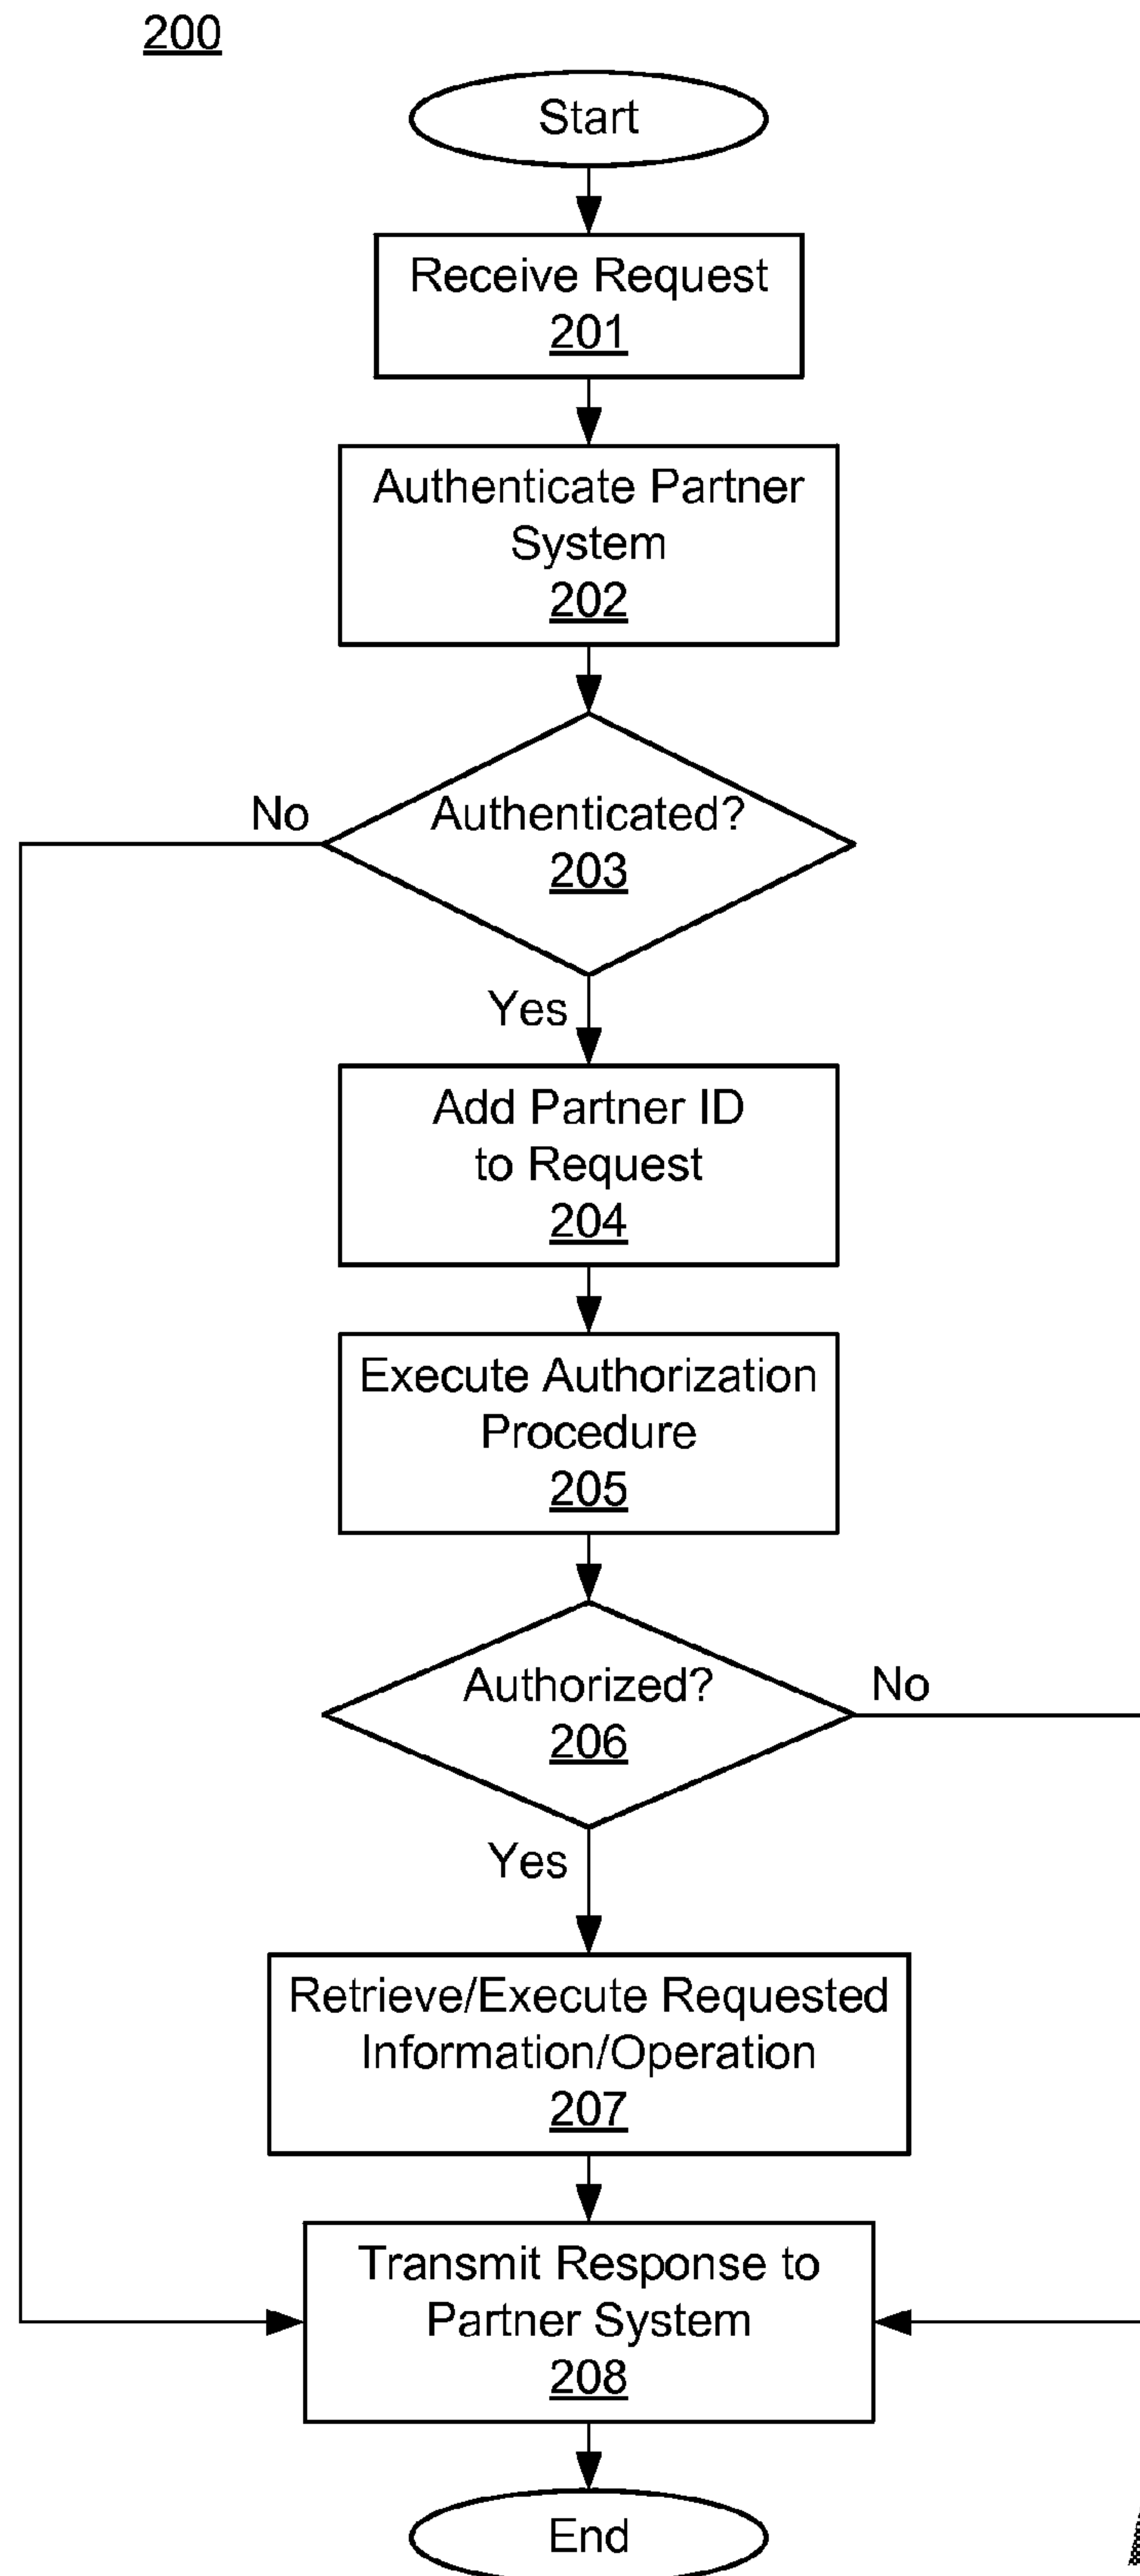 200
Start
Receive Request
201
Authenticate Partner
System
202
No
Authenticated?
203
Yes
Add Partner ID
to Request
204
Execute Authorization
Procedure
205
Authorized?
No
206
Yes
Retrieve/Execute Requested
Information/Operation
207
Transmit Response to
Partner System
208
End